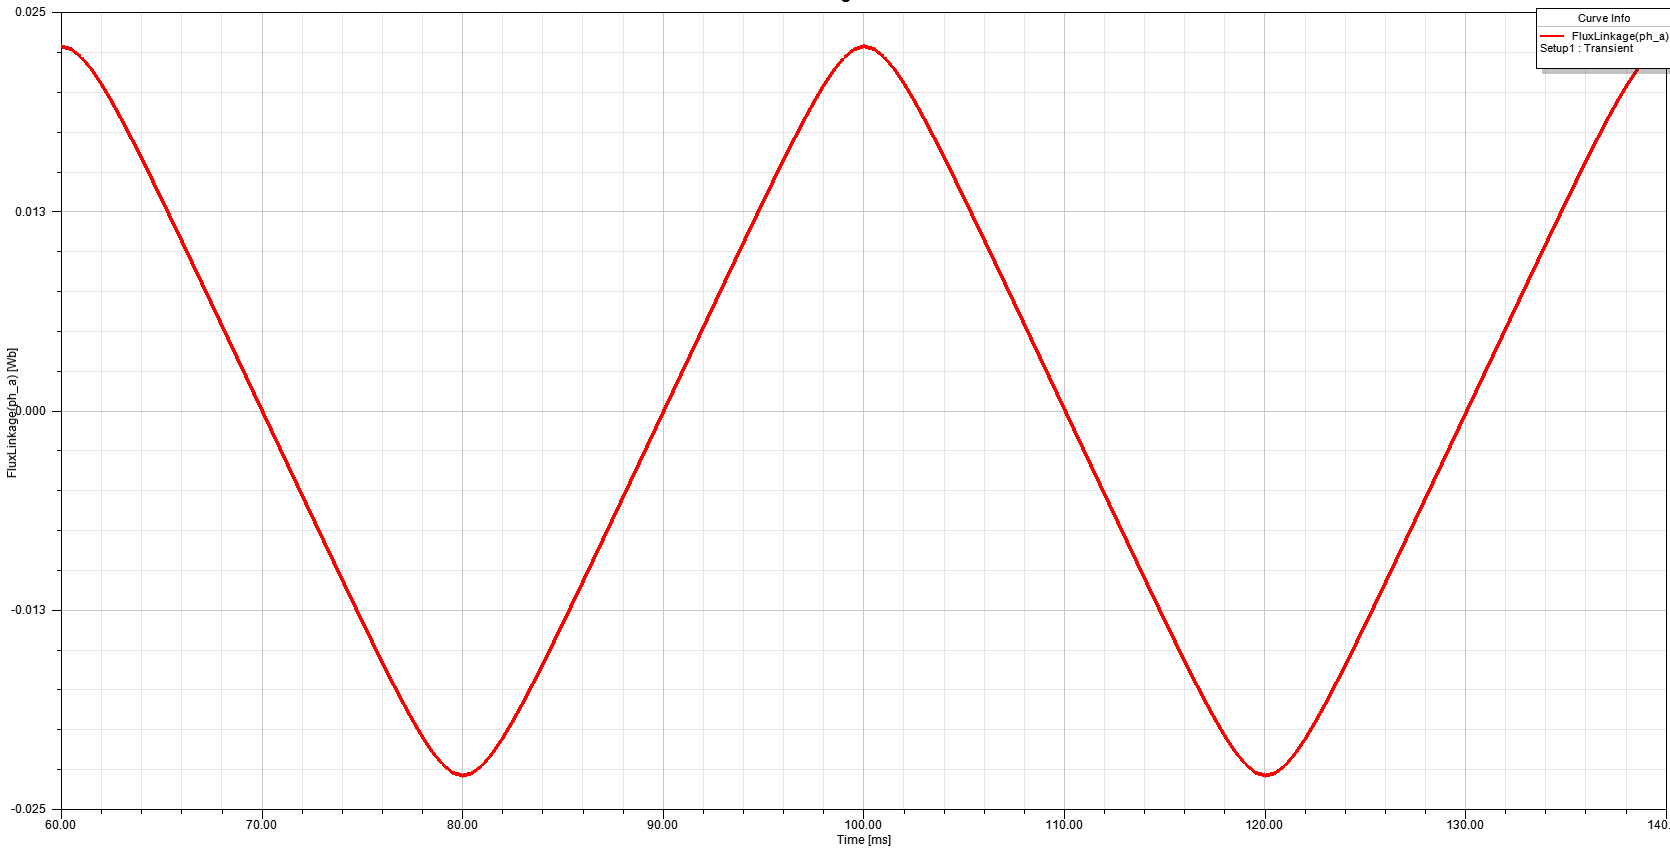 0.025
0.013
0.000
-0.013
-0.025
FluxLinkage(ph_a) [Wb]
60.00 70.00 80.00 90.00 100.00 110.00 120.00 130.00 140.
Time [ms]
Curve Info
FluxLinkage(ph_a)
Setup1 : Transient